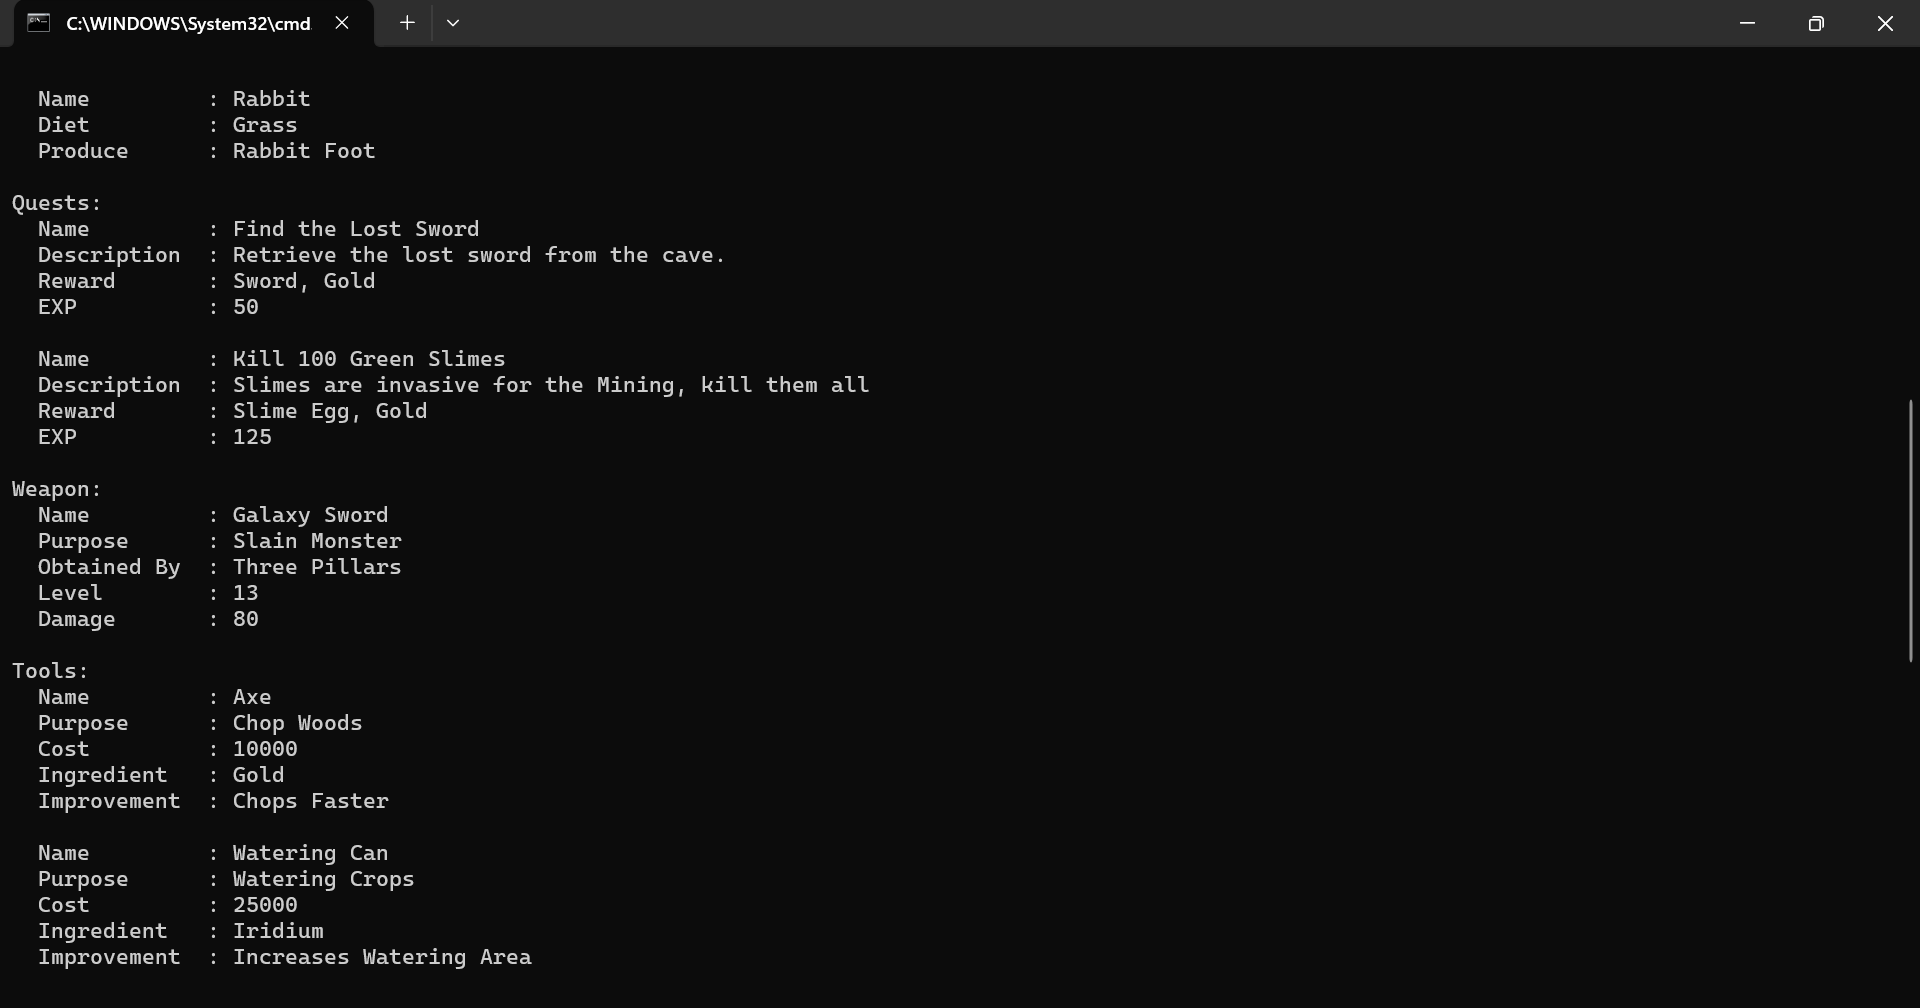 C:\WINDOWS\System32\cmd.
Name : Rabbit
Diet : Grass
Produce : Rabbit Foot
Quests:
Name : Find the Lost Sword
Description : Retrieve the lost sword from the cave.
Reward : Sword, Gold
EXP : 50
Name : Kill 100 Green Slimes
Description : Slimes are invasive for the Mining, kill them all
Reward : Slime Egg, Gold
EXP : 125
Weapon:
Name : Galaxy Sword
Purpose : Slain Monster
Obtained By : Three Pillars
Level : 13
Damage : 80
Tools:
Name : Axe
Purpose : Chop Woods
Cost : 10000
Ingredient : Gold
Improvement : Chops Faster
Name : Watering Can
Purpose : Watering Crops
Cost : 25000
Ingredient : Iridium
Improvement : Increases Watering Area